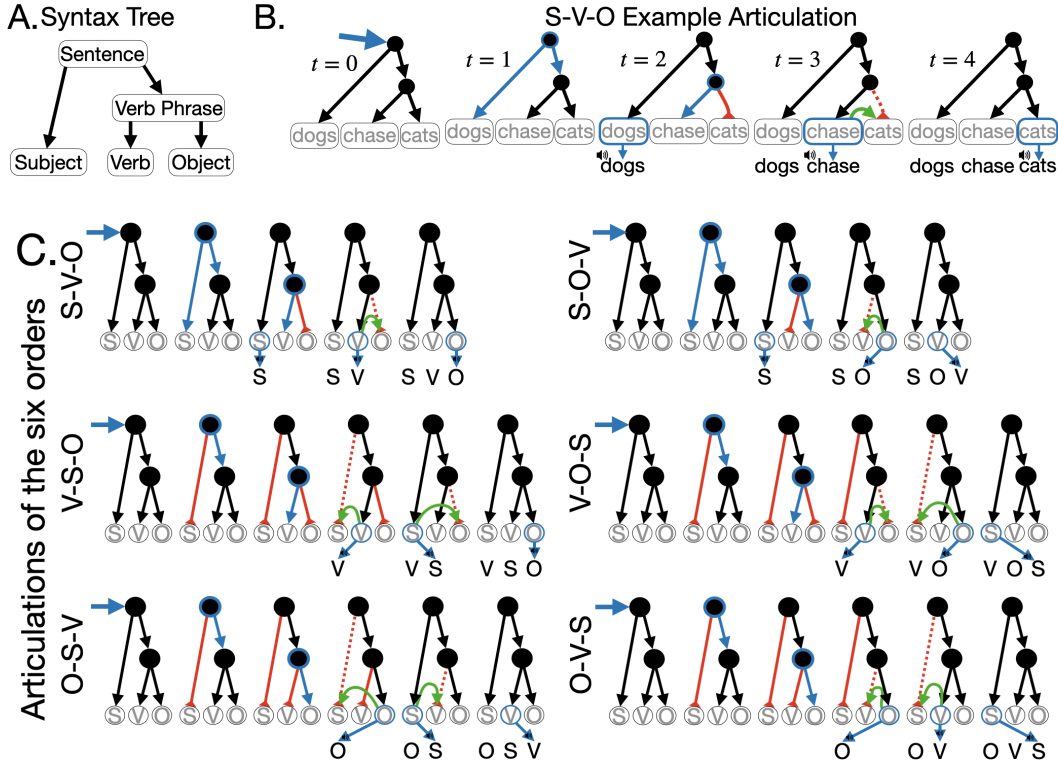 A. Syntax Tree
Sentence
Verb Phrase
Subject Verb Object
B. S-V-O Example Articulation
t = 0 t = 1 t = 2 t = 3 t = 4
dogs chase cats dogs chase cats dogs chase cats dogs chase cats dogs chase cats
dogs dogs chase dogs chase cats
C. Articulations of the six orders
S-V-O
S V O S V O S V O S V O S V O
S S V S V O
S-O-V
S V O S V O S V O S V O S V O
S S O S O V
V-S-O
S V O S V O S V O S V O S V O S V O
V V S V S O
V-O-S
S V O S V O S V O S V O S V O S V O
V V O V O S
O-S-V
S V O S V O S V O S V O S V O S V O
O O S O S V
O-V-S
S V O S V O S V O S V O S V O S V O
O O V O V S